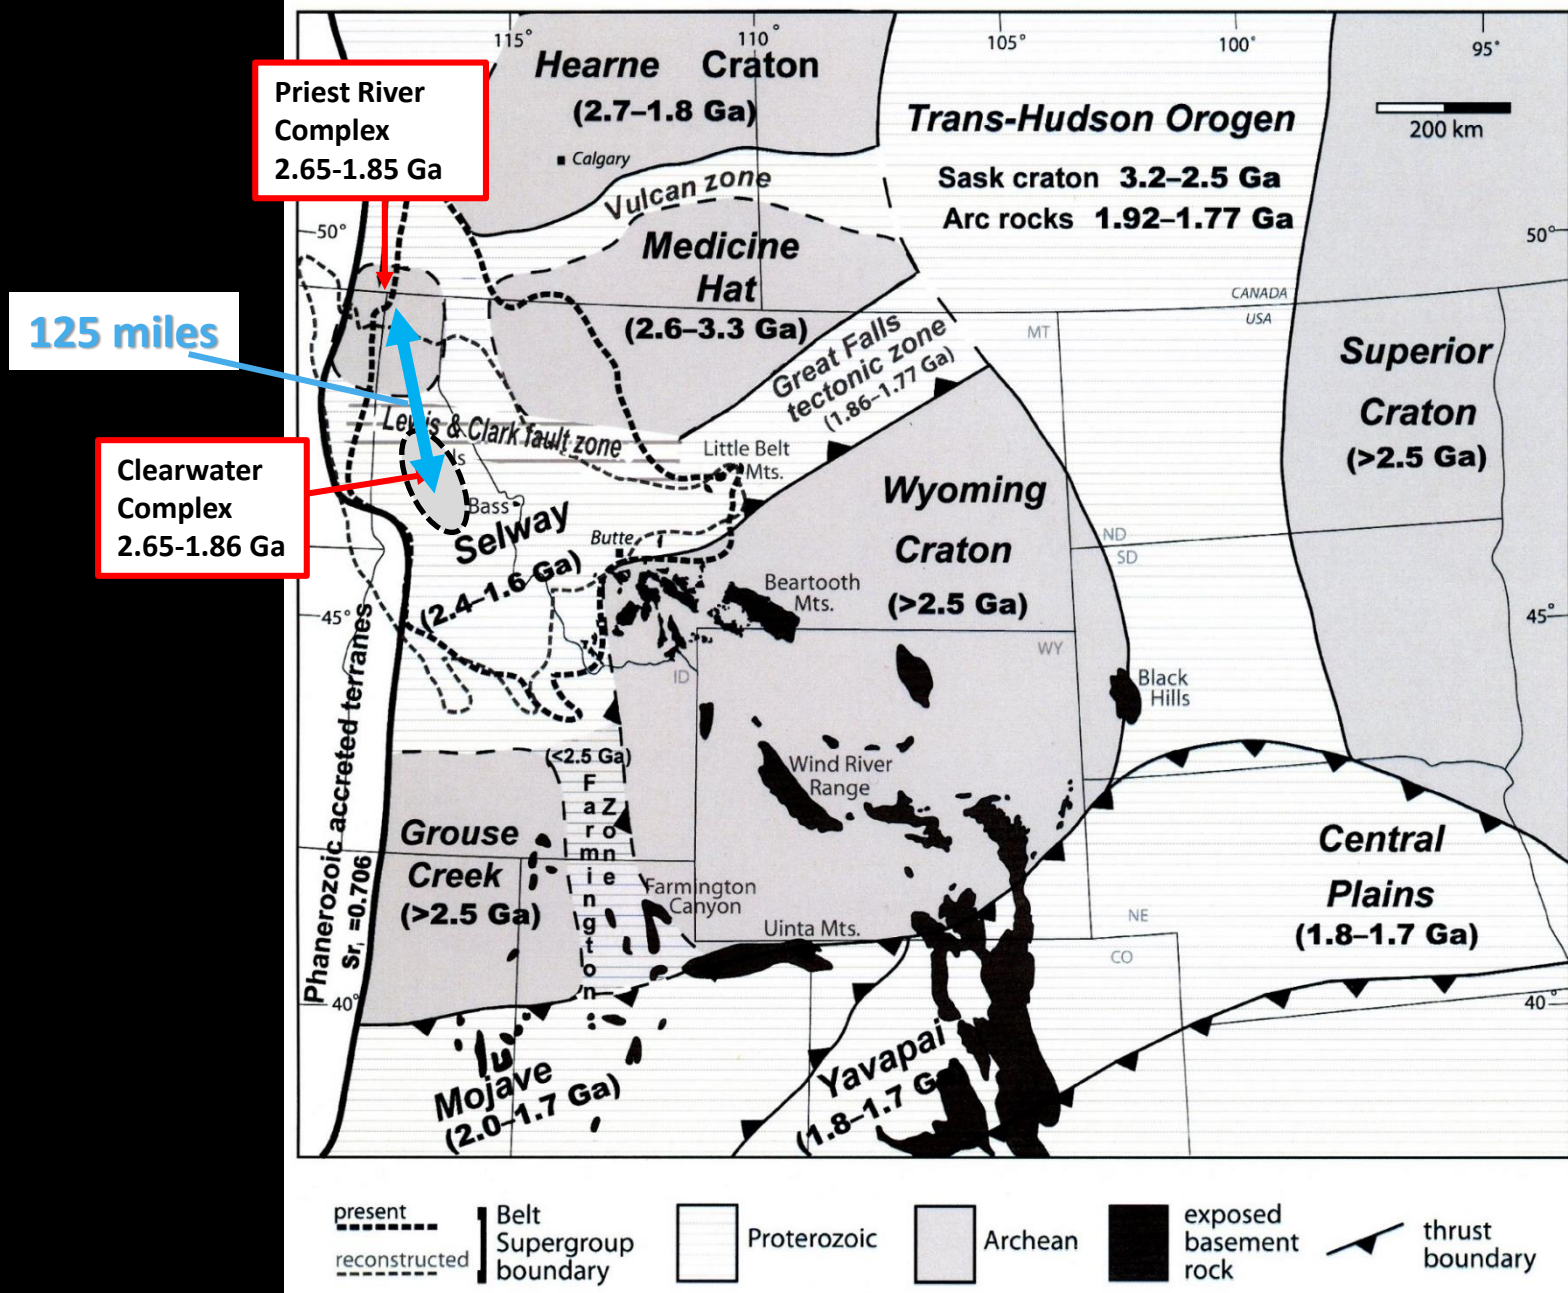 115°
110°
105°
100°
95°
Hearne Craton
(2.7–1.8 Ga)
Calgary
Priest River
Complex
2.65-1.85 Ga
Trans-Hudson Orogen
Sask craton 3.2–2.5 Ga
Arc rocks 1.92–1.77 Ga
200 km
Vulcan zone
50°
50°
Medicine
Hat
(2.6–3.3 Ga)
CANADA
USA
MT
125 miles
Great Falls
tectonic zone
(1.86–1.77 Ga)
Superior
Craton
(>2.5 Ga)
Lewis & Clark fault zone
ls
Little Belt
Mts.
Clearwater
Complex
2.65-1.86 Ga
Bass
Selway
(2.4–1.6 Ga)
Butte
Wyoming
Craton
(>2.5 Ga)
ND
SD
Beartooth
Mts.
45°
45°
WY
ID
Black
Hills
Phanerozoic accreted terranes
Sri =0.706
(<2.5 Ga)
Farmington
Zone
Wind River
Range
Grouse
Creek
(>2.5 Ga)
Central
Plains
(1.8–1.7 Ga)
Farmington
Canyon
Uinta Mts.
NE
CO
40°
40°
Mojave
(2.0–1.7 Ga)
Yavapai
(1.8–1.7 G
present
reconstructed
Belt
Supergroup
boundary
Proterozoic
Archean
exposed
basement
rock
thrust
boundary